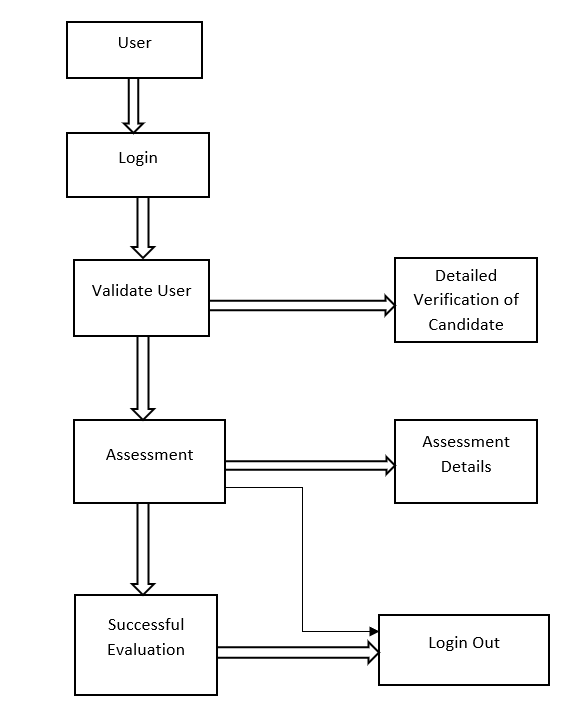 User
Login
Validate User
Detailed
Verification of
Candidate
Assessment
Assessment
Details
Successful
Evaluation
Login Out